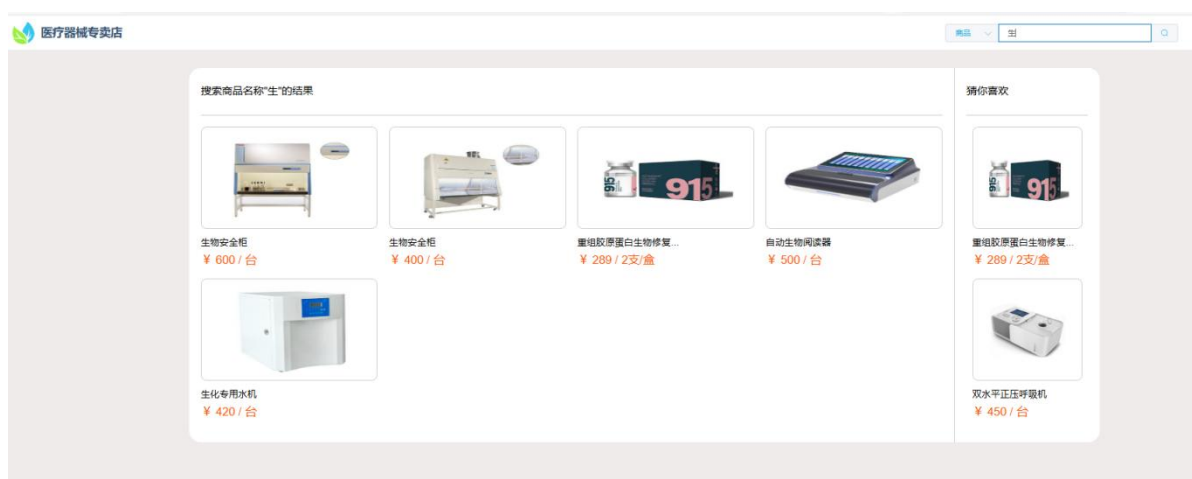 医疗器械专卖店
商品
生
搜索商品名称"生"的结果
猜你喜欢
915
915
915
915
生物安全柜
生物安全柜
重组胶原蛋白生物修复...
自动生物阅读器
重组胶原蛋白生物修复...
¥ 600 / 台
¥ 400 / 台
¥ 289 / 2支/盒
¥ 500 / 台
¥ 289 / 2支/盒
生化专用水机
双水平正压呼吸机
¥ 420 / 台
¥ 450 / 台